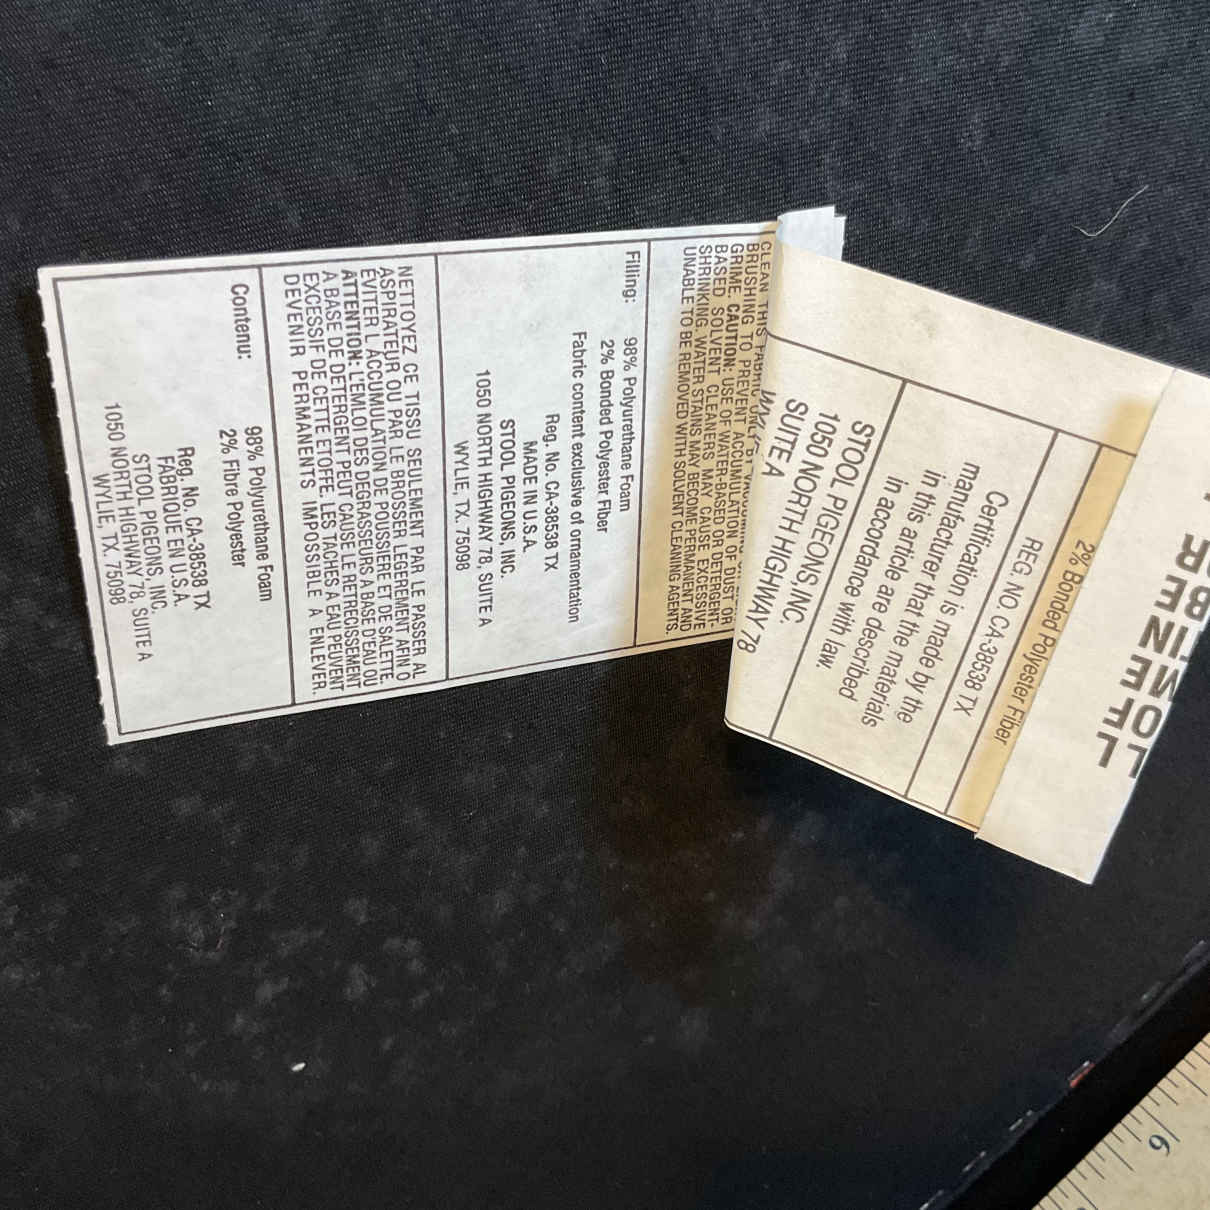 CLEAN THIS FABRIC ONLY BY VACUUMING OR
BRUSHING TO PREVENT ACCUMULATION OF DUST OR
GRIME. CAUTION: USE OF WATER-BASED OR DETERGENT-
BASED SOLVENT CLEANERS MAY CAUSE EXCESSIVE
SHRINKING. WATER STAINS MAY BECOME PERMANENT AND
UNABLE TO BE REMOVED WITH SOLVENT CLEANING AGENTS.
Filling: 98% Polyurethane Foam
2% Bonded Polyester Fiber
Fabric content exclusive of ornamentation
Reg. No. CA-38538 TX
MADE IN U.S.A.
STOOL PIGEONS, INC.
1050 NORTH HIGHWAY 78, SUITE A
WYLIE, TX. 75098
NETTOYEZ CE TISSU SEULEMENT PAR LE PASSER AL
ASPIRATEUR OU PAR LE BROSSER LEGEREMENT AFIN D
EVITER L ACCUMULATION DE POUSSIERE ET DE SALETTE.
ATTENTION: L'EMLOI DES DEGRASSEURS A BASE D'EAU OU
A BASE DE DETERGENT PEUT CAUSE LE RETRCISSEMENT
EXCESSIF DE CETTE ETOFFE. LES TACHES A EAU PEUVENT
DEVENIR PERMANENTS IMPOSSIBLE A ENLEVER.
Contenu: 98% Polyurethane Foam
2% Fibre Polyester
Reg. No. CA-38538 TX
FABRIQUE EN U.S.A.
STOOL PIGEONS, INC.
1050 NORTH HIGHWAY 78, SUITE A
WYLIE, TX. 75098
2% Bonded Polyester Fiber
REG NO. CA-38538 TX
Certification is made by the
manufacturer that the materials
in this article are described
in accordance with law.
STOOL PIGEONS, INC.
1050 NORTH HIGHWAY 78
SUITE A
9